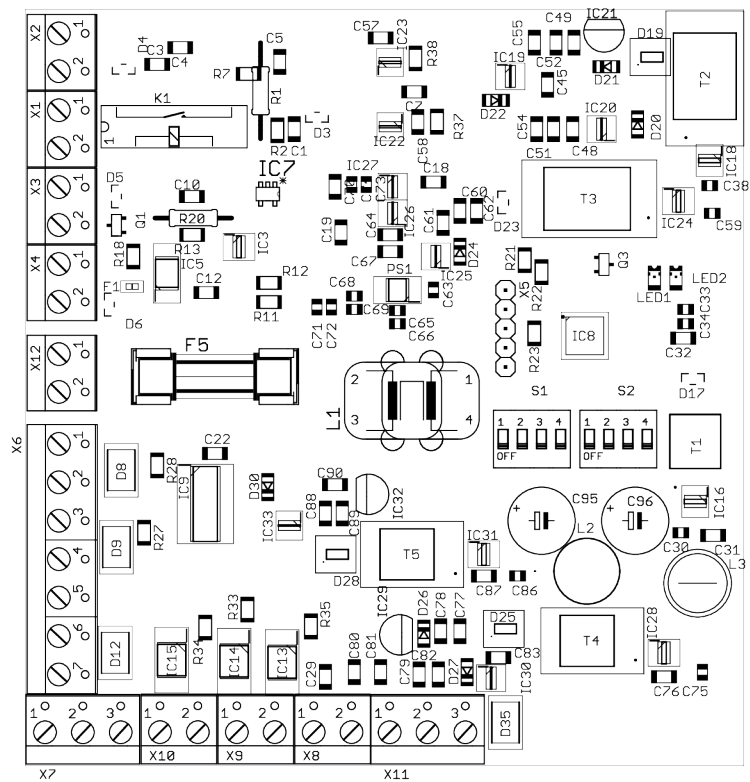 X2
1
2
D4
C3
C4
C5
R7
R1
C57
IC23
R38
C7
IC22
C58
R37
C55
C49
IC21
C52
IC19
D22
D21
C45
D19
T2
C54
C51
C48
IC20
D20
IC18
C38
C59
X1
1
2
K1
1
R2
C1
D3
IC7
*
X3
1
2
D5
C10
Q1
R20
R18
R13
IC5
IC3
C12
F1
D6
R12
R11
IC27
C73
C18
C19
C64
IC26
C61
C60
C62
D23
C67
IC25
D24
PS1
C63
C68
C69
C65
C66
C71
C72
T3
IC24
X4
1
2
R21
R22
X5
R23
Q3
IC8
LED1
LED2
C33
C34
C32
D17
X12
1
2
F5
L1
2
1
3
4
S1
1 2 3 4
OFF
S2
1 2 3 4
OFF
T1
X6
1
2
3
4
5
6
7
D8
D9
D12
R28
R27
C22
IC9
D30
IC33
C90
C88
C89
IC32
D28
T5
IC31
C87
C86
+
C95
+
C96
L2
IC16
C30
C31
L3
R34
R33
R35
IC15
IC14
IC13
C29
C80
C81
IC29
D26
C78
C77
C82
C79
D27
IC30
C83
D25
T4
IC28
C76
C75
D35
1 2 3
X7
1 2
X10
1 2
X9
1 2
X8
1 2 3
X11